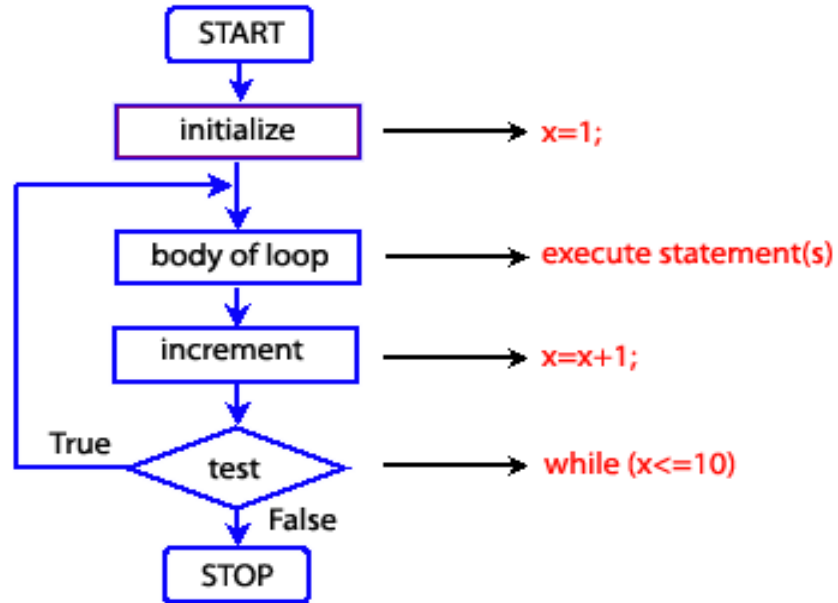 START
initialize
x=1;
body of loop
execute statement(s)
increment
x=x+1;
True
test
while (x<=10)
False
STOP